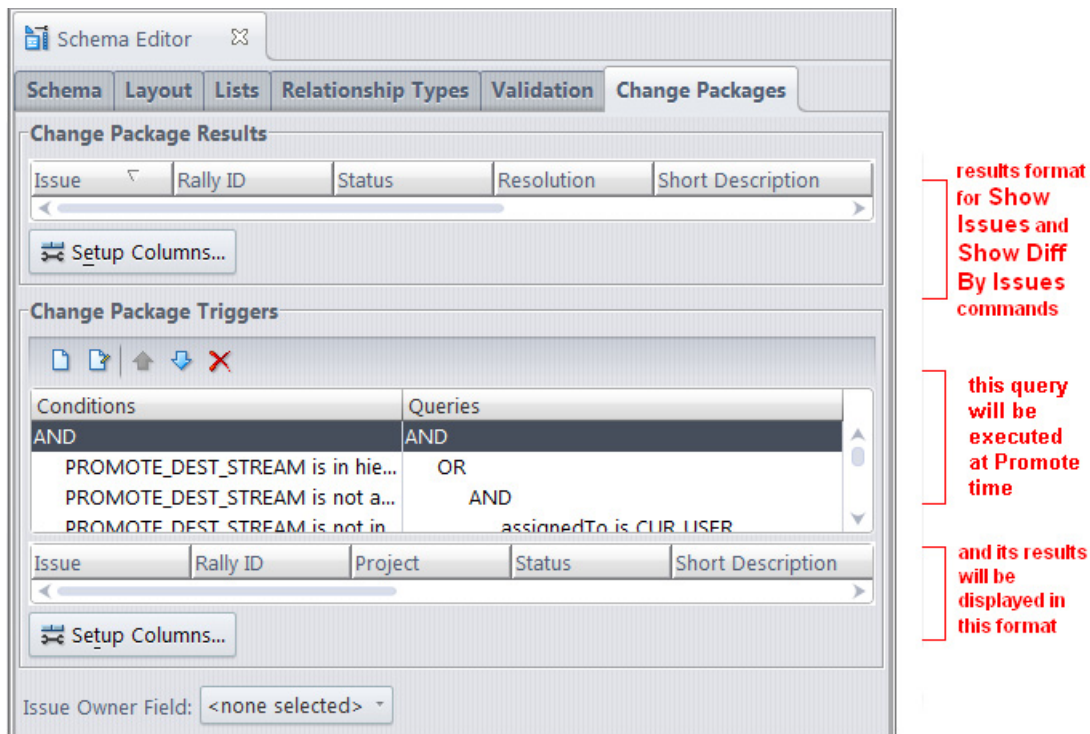 Schema Editor
Schema Layout Lists Relationship Types Validation Change Packages
Change Package Results
Issue Rally ID Status Resolution Short Description
Setup Columns...
results format
for Show
Issues and
Show Diff
By Issues
commands
Change Package Triggers
Conditions Queries
AND AND
PROMOTE_DEST_STREAM is in hie... OR
PROMOTE_DEST_STREAM is not a... AND
PROMOTE_DEST_STREAM is not in assignedTo is CUR_USER
this query
will be
executed
at Promote
time
Issue Rally ID Project Status Short Description
Setup Columns...
and its results
will be
displayed in
this format
Issue Owner Field: <none selected>